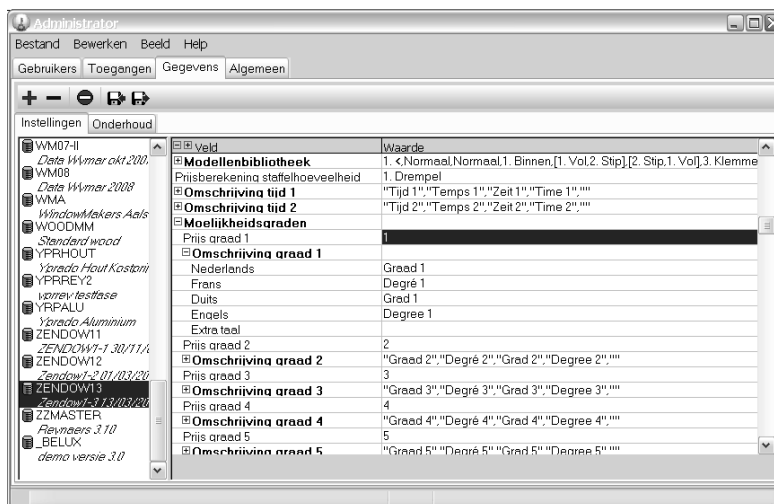 Administrator
Bestand Bewerken Beeld Help
Gebruikers Toegangen Gegevens Algemeen
Instellingen Onderhoud
WM07-II
Data Wymar okt 200
WM08
Data Wymar 2008
WMA
WindowMakers Aals
WOODMM
Standard wood
YPRHOUT
Yprado Hout Kostpri
YPRREY2
yprrey testfase
YRPALU
Yprado Aluminium
ZENDOW11
ZENDOW1-1 30/11/
ZENDOW12
Zendow1-2 01/03/20
ZENDOW13
Zendow1-3 13/03/20
ZZMASTER
Reynaers 3.10
_BELUX
demo versie 3.0
Veld Waarde
Modellenbibliotheek 1. <,Normaal,Normaal,1. Binnen,[1. Vol,2. Stip],[2. Stip,1. Vol],3. Klemme
Prijsberekening staffelhoeveelheid 1. Drempel
Omschrijving tijd 1 "Tijd 1","Temps 1","Zeit 1","Time 1",""
Omschrijving tijd 2 "Tijd 2","Temps 2","Zeit 2","Time 2",""
Moeilijkheidsgraden
Prijs graad 1 1
Omschrijving graad 1
Nederlands Graad 1
Frans Degré 1
Duits Grad 1
Engels Degree 1
Extra taal
Prijs graad 2 2
Omschrijving graad 2 "Graad 2","Degré 2","Grad 2","Degree 2",""
Prijs graad 3 3
Omschrijving graad 3 "Graad 3","Degré 3","Grad 3","Degree 3",""
Prijs graad 4 4
Omschrijving graad 4 "Graad 4","Degré 4","Grad 4","Degree 4",""
Prijs graad 5 5
Omschrijving graad 5 "Graad 5","Degré 5","Grad 5","Degree 5",""